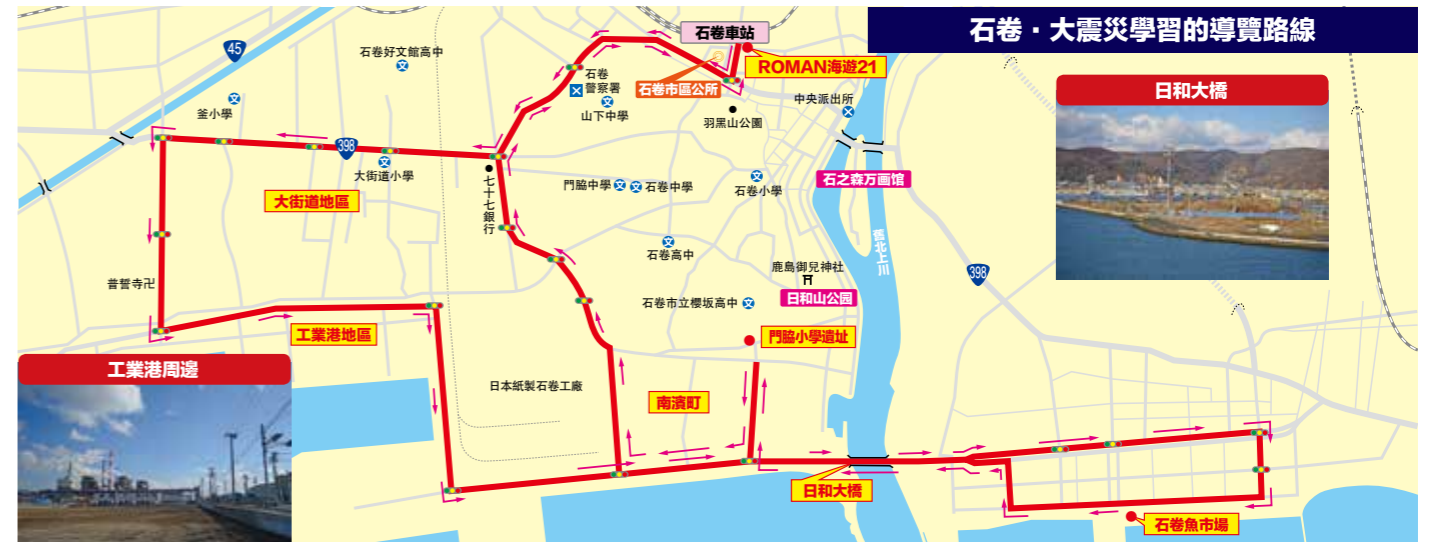 石卷・大震災學習的導覽路線
石卷車站
ROMAN海遊21
石卷市區公所
45
石卷好文館高中
石卷
警察署
山下中學
釜小學
中央派出所
羽黑山公園
日和大橋
398
大街道小學
大街道地區
七十七銀行
門脇中學
石卷中學
石卷小學
石之森万画馆
舊北上川
石卷高中
鹿島御兒神社
398
日和山公园
普誓寺
石卷市立櫻坂高中
工業港地區
門脇小學遺址
工業港周邊
日本紙製石卷工廠
南濱町
日和大橋
石卷魚市場